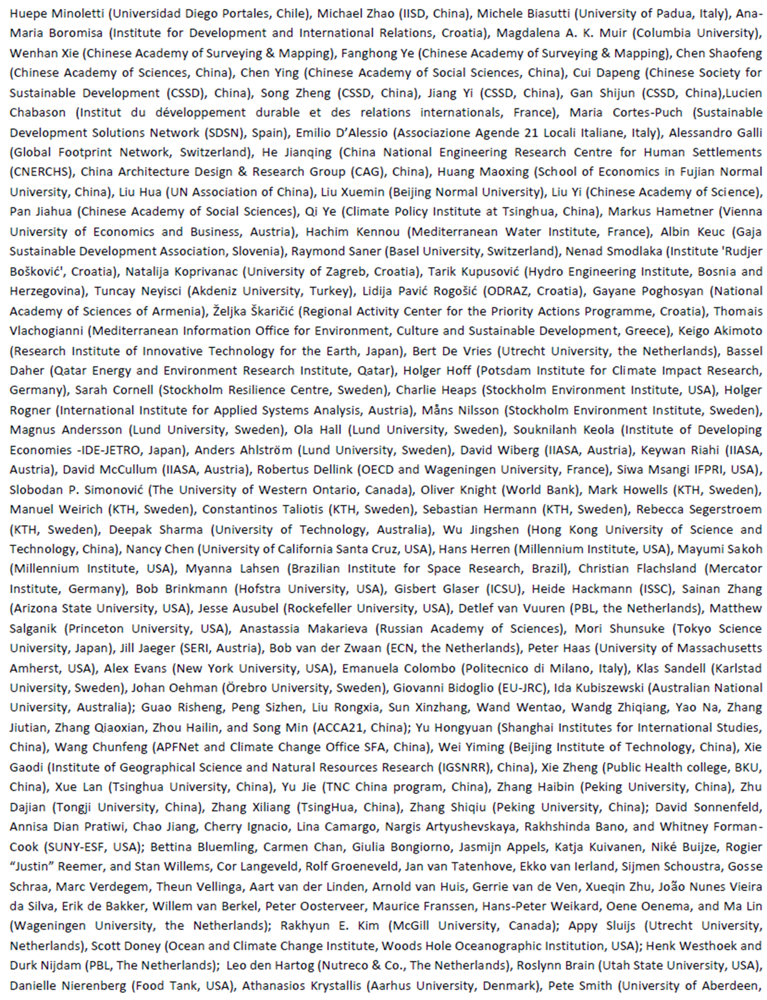 Huepe Minoletti (Universidad Diego Portales, Chile), Michael Zhao (IISD, China), Michele Biasutti (University of Padua, Italy), Ana-
Maria Boromisa (Institute for Development and International Relations, Croatia), Magdalena A. K. Muir (Columbia University),
Wenhan Xie (Chinese Academy of Surveying & Mapping), Fanghong Ye (Chinese Academy of Surveying & Mapping), Chen Shaofeng
(Chinese Academy of Sciences, China), Chen Ying (Chinese Academy of Social Sciences, China), Cui Dapeng (Chinese Society for
Sustainable Development (CSSD), China), Song Zheng (CSSD, China), Jiang Yi (CSSD, China), Gan Shijun (CSSD, China),Lucien
Chabason (Institut du développement durable et des relations internationals, France), Maria Cortes-Puch (Sustainable
Development Solutions Network (SDSN), Spain), Emilio D’Alessio (Associazione Agende 21 Locali Italiane, Italy), Alessandro Galli
(Global Footprint Network, Switzerland), He Jianqing (China National Engineering Research Centre for Human Settlements
(CNERCHS), China Architecture Design & Research Group (CAG), China), Huang Maoxing (School of Economics in Fujian Normal
University, China), Liu Hua (UN Association of China), Liu Xuemin (Beijing Normal University), Liu Yi (Chinese Academy of Science),
Pan Jiahua (Chinese Academy of Social Sciences), Qi Ye (Climate Policy Institute at Tsinghua, China), Markus Hametner (Vienna
University of Economics and Business, Austria), Hachim Kennou (Mediterranean Water Institute, France), Albin Keuc (Gaja
Sustainable Development Association, Slovenia), Raymond Saner (Basel University, Switzerland), Nenad Smodlaka (Institute 'Rudjer
Bošković', Croatia), Natalija Koprivanac (University of Zagreb, Croatia), Tarik Kupusović (Hydro Engineering Institute, Bosnia and
Herzegovina), Tuncay Neyisci (Akdeniz University, Turkey), Lidija Pavić Rogošić (ODRAZ, Croatia), Gayane Poghosyan (National
Academy of Sciences of Armenia), Željka Škaričić (Regional Activity Center for the Priority Actions Programme, Croatia), Thomais
Vlachogianni (Mediterranean Information Office for Environment, Culture and Sustainable Development, Greece), Keigo Akimoto
(Research Institute of Innovative Technology for the Earth, Japan), Bert De Vries (Utrecht University, the Netherlands), Bassel
Daher (Qatar Energy and Environment Research Institute, Qatar), Holger Hoff (Potsdam Institute for Climate Impact Research,
Germany), Sarah Cornell (Stockholm Resilience Centre, Sweden), Charlie Heaps (Stockholm Environment Institute, USA), Holger
Rogner (International Institute for Applied Systems Analysis, Austria), Måns Nilsson (Stockholm Environment Institute, Sweden),
Magnus Andersson (Lund University, Sweden), Ola Hall (Lund University, Sweden), Souknilanh Keola (Institute of Developing
Economies -IDE-JETRO, Japan), Anders Ahlström (Lund University, Sweden), David Wiberg (IIASA, Austria), Keywan Riahi (IIASA,
Austria), David McCullum (IIASA, Austria), Robertus Dellink (OECD and Wageningen University, France), Siwa Msangi IFPRI, USA),
Slobodan P. Simonović (The University of Western Ontario, Canada), Oliver Knight (World Bank), Mark Howells (KTH, Sweden),
Manuel Weirich (KTH, Sweden), Constantinos Taliotis (KTH, Sweden), Sebastian Hermann (KTH, Sweden), Rebecca Segerstroem
(KTH, Sweden), Deepak Sharma (University of Technology, Australia), Wu Jingshen (Hong Kong University of Science and
Technology, China), Nancy Chen (University of California Santa Cruz, USA), Hans Herren (Millennium Institute, USA), Mayumi Sakoh
(Millennium Institute, USA), Myanna Lahsen (Brazilian Institute for Space Research, Brazil), Christian Flachsland (Mercator
Institute, Germany), Bob Brinkmann (Hofstra University, USA), Gisbert Glaser (ICSU), Heide Hackmann (ISSC), Sainan Zhang
(Arizona State University, USA), Jesse Ausubel (Rockefeller University, USA), Detlef van Vuuren (PBL, the Netherlands), Matthew
Salganik (Princeton University, USA), Anastassia Makarieva (Russian Academy of Sciences), Mori Shunsuke (Tokyo Science
University, Japan), Jill Jaeger (SERI, Austria), Bob van der Zwaan (ECN, the Netherlands), Peter Haas (University of Massachusetts
Amherst, USA), Alex Evans (New York University, USA), Emanuela Colombo (Politecnico di Milano, Italy), Klas Sandell (Karlstad
University, Sweden), Johan Oehman (Örebro University, Sweden), Giovanni Bidoglio (EU-JRC), Ida Kubiszewski (Australian National
University, Australia); Guao Risheng, Peng Sizhen, Liu Rongxia, Sun Xinzhang, Wand Wentao, Wandg Zhiqiang, Yao Na, Zhang
Jiutian, Zhang Qiaoxian, Zhou Hailin, and Song Min (ACCA21, China); Yu Hongyuan (Shanghai Institutes for International Studies,
China), Wang Chunfeng (APFNet and Climate Change Office SFA, China), Wei Yiming (Beijing Institute of Technology, China), Xie
Gaodi (Institute of Geographical Science and Natural Resources Research (IGSNRR), China), Xie Zheng (Public Health college, BKU,
China), Xue Lan (Tsinghua University, China), Yu Jie (TNC China program, China), Zhang Haibin (Peking University, China), Zhu
Dajian (Tongji University, China), Zhang Xiliang (TsingHua, China), Zhang Shiqiu (Peking University, China); David Sonnenfeld,
Annisa Dian Pratiwi, Chao Jiang, Cherry Ignacio, Lina Camargo, Nargis Artyushevskaya, Rakhshinda Bano, and Whitney Forman-
Cook (SUNY-ESF, USA); Bettina Bluemling, Carmen Chan, Giulia Bongiorno, Jasmijn Appels, Katja Kuivanen, Niké Buijze, Rogier
“Justin” Reemer, and Stan Willems, Cor Langeveld, Rolf Groeneveld, Jan van Tatenhove, Ekko van Ierland, Sijmen Schoustra, Gosse
Schraa, Marc Verdegem, Theun Vellinga, Aart van der Linden, Arnold van Huis, Gerrie van de Ven, Xueqin Zhu, João Nunes Vieira
da Silva, Erik de Bakker, Willem van Berkel, Peter Oosterveer, Maurice Franssen, Hans-Peter Weikard, Oene Oenema, and Ma Lin
(Wageningen University, the Netherlands); Rakhyun E. Kim (McGill University, Canada); Appy Sluijs (Utrecht University,
Netherlands), Scott Doney (Ocean and Climate Change Institute, Woods Hole Oceanographic Institution, USA); Henk Westhoek and
Durk Nijdam (PBL, The Netherlands); Leo den Hartog (Nutreco & Co., The Netherlands), Roslynn Brain (Utah State University, USA),
Danielle Nierenberg (Food Tank, USA), Athanasios Krystallis (Aarhus University, Denmark), Pete Smith (University of Aberdeen,